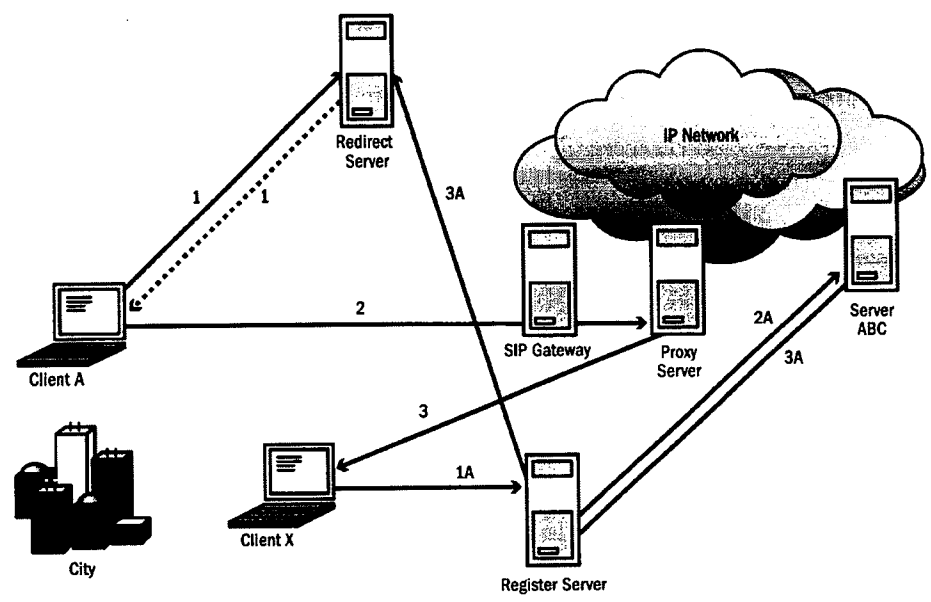 Redirect
Server
IP Network
1
1
3A
2
SIP Gateway
Proxy
Server
Server
ABC
2A
3A
Client A
3
1A
Client X
City
Register Server